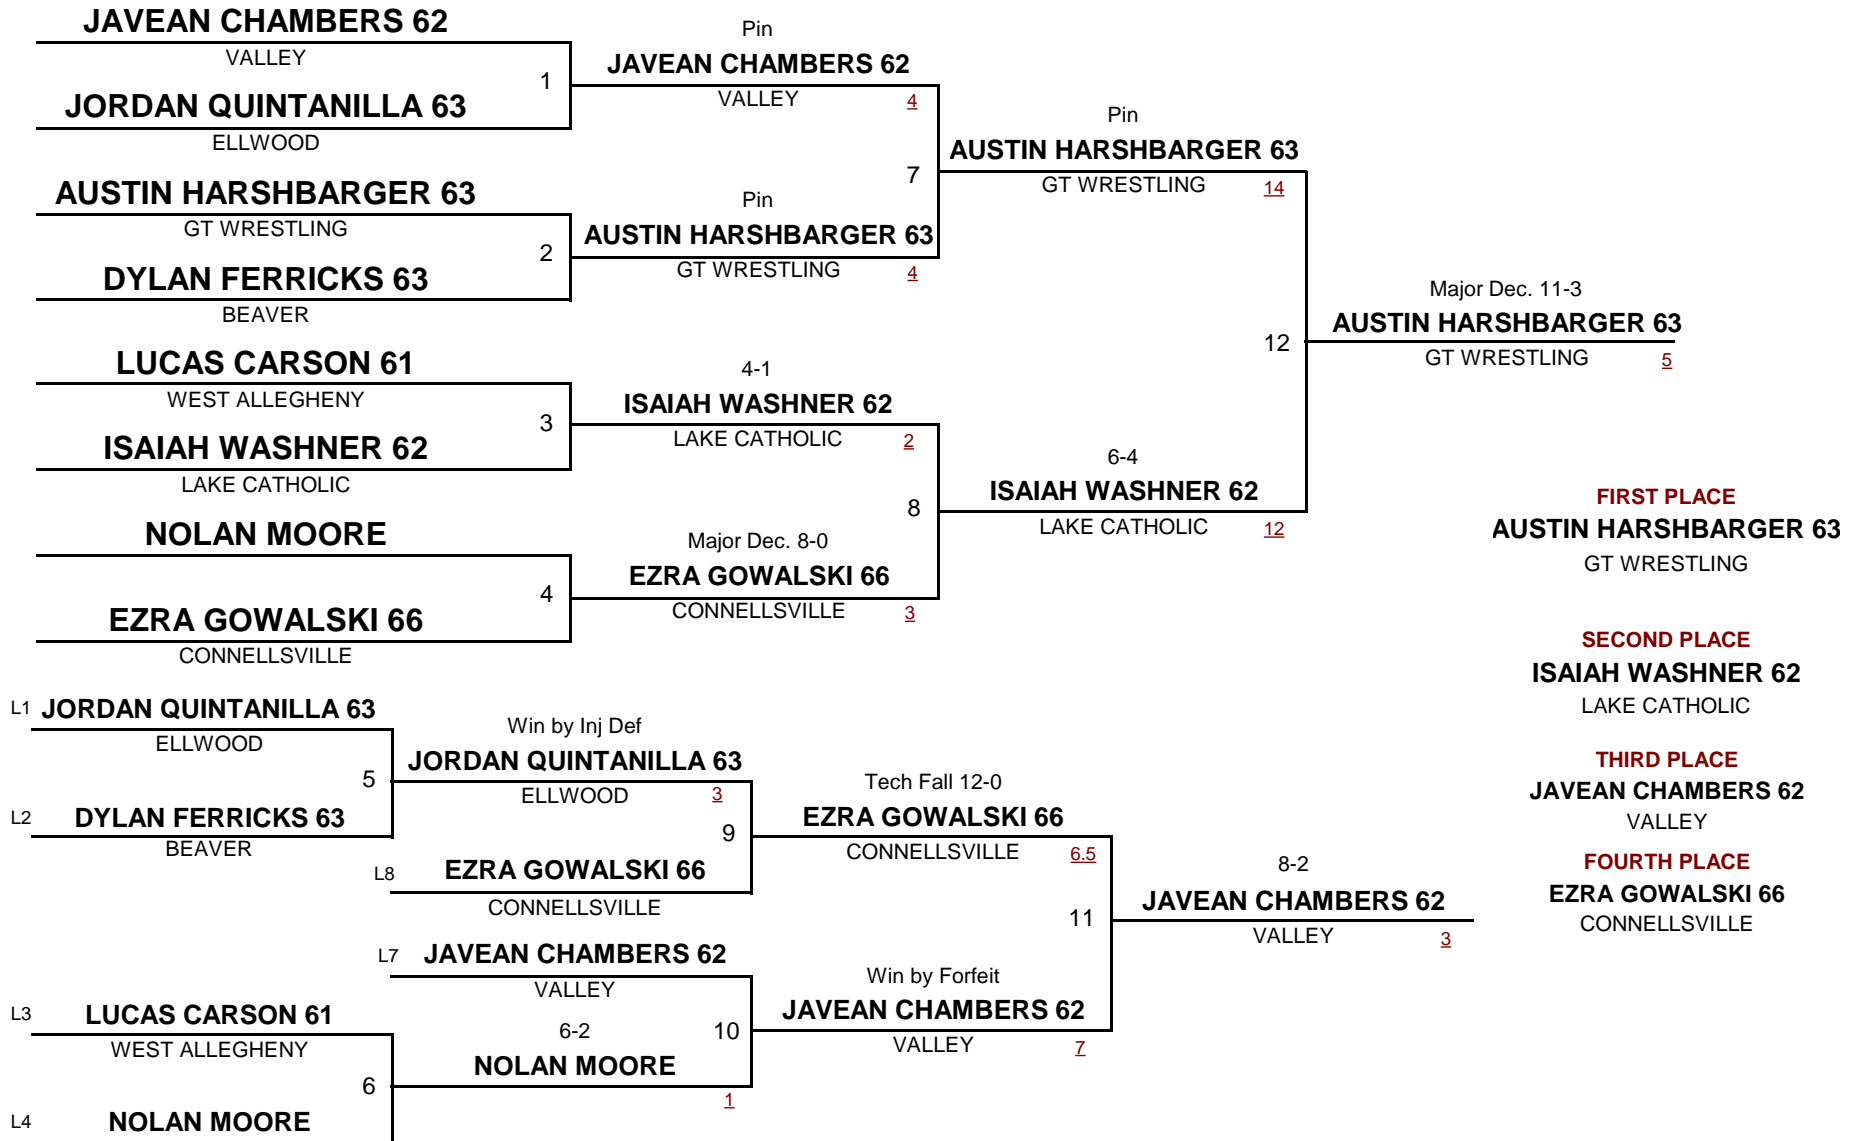 JAVEAN CHAMBERS 62
VALLEY
1
JORDAN QUINTANILLA 63
ELLWOOD
AUSTIN HARSHBARGER 63
GT WRESTLING
2
DYLAN FERRICKS 63
BEAVER
LUCAS CARSON 61
WEST ALLEGHENY
3
ISAIAH WASHNER 62
LAKE CATHOLIC
NOLAN MOORE
4
EZRA GOWALSKI 66
CONNELLSVILLE
Pin
JAVEAN CHAMBERS 62
VALLEY 4
7
Pin
AUSTIN HARSHBARGER 63
GT WRESTLING 4
4-1
ISAIAH WASHNER 62
LAKE CATHOLIC 2
8
Major Dec. 8-0
EZRA GOWALSKI 66
CONNELLSVILLE 3
Pin
AUSTIN HARSHBARGER 63
GT WRESTLING 14
12
6-4
ISAIAH WASHNER 62
LAKE CATHOLIC 12
Major Dec. 11-3
AUSTIN HARSHBARGER 63
GT WRESTLING 5
FIRST PLACE
AUSTIN HARSHBARGER 63
GT WRESTLING
SECOND PLACE
ISAIAH WASHNER 62
LAKE CATHOLIC
THIRD PLACE
JAVEAN CHAMBERS 62
VALLEY
FOURTH PLACE
EZRA GOWALSKI 66
CONNELLSVILLE
L1 JORDAN QUINTANILLA 63
ELLWOOD
5
L2 DYLAN FERRICKS 63
BEAVER
Win by Inj Def
JORDAN QUINTANILLA 63
ELLWOOD 3
9
L8 EZRA GOWALSKI 66
CONNELLSVILLE
Tech Fall 12-0
EZRA GOWALSKI 66
CONNELLSVILLE 6.5
11
8-2
JAVEAN CHAMBERS 62
VALLEY 3
L7 JAVEAN CHAMBERS 62
VALLEY
10
Win by Forfeit
JAVEAN CHAMBERS 62
VALLEY 7
L3 LUCAS CARSON 61
WEST ALLEGHENY
6
L4 NOLAN MOORE
6-2
NOLAN MOORE
1